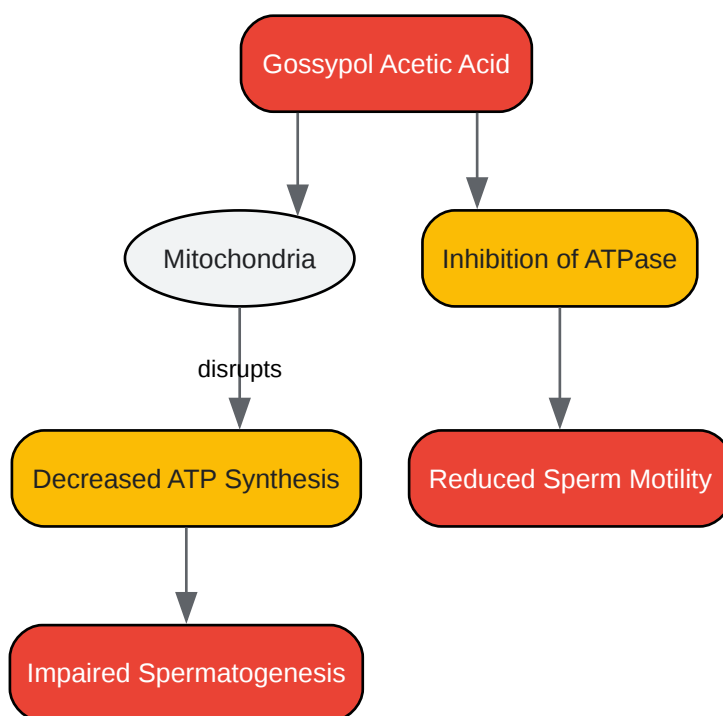 Gossypol Acetic Acid
Mitochondria
Inhibition of ATPase
disrupts
Decreased ATP Synthesis
Reduced Sperm Motility
Impaired Spermatogenesis